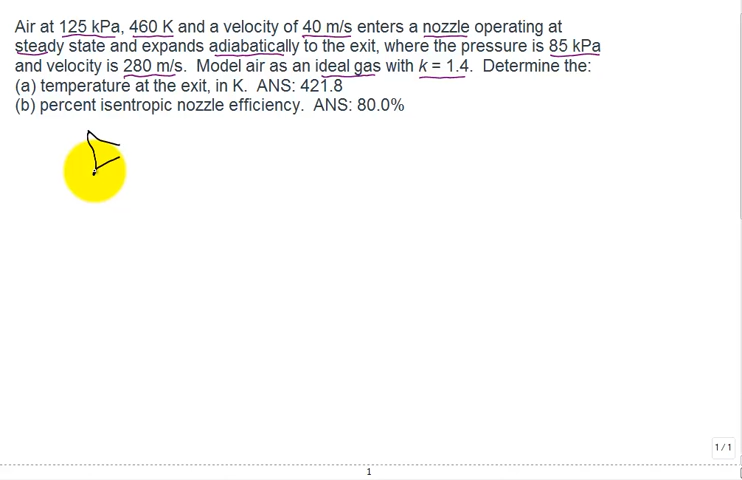 Air at 125 kPa, 460 K and a velocity of 40 m/s enters a nozzle operating at
steady state and expands adiabatically to the exit, where the pressure is 85 kPa
and velocity is 280 m/s. Model air as an ideal gas with k = 1.4. Determine the:
(a) temperature at the exit, in K. ANS: 421.8
(b) percent isentropic nozzle efficiency. ANS: 80.0%
1 / 1
1